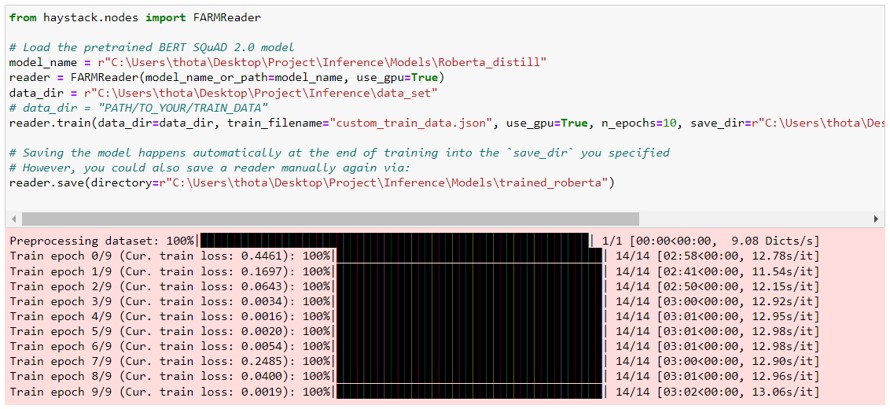 from haystack.nodes import FARMReader
# Load the pretrained BERT SQuAD 2.0 model
model_name = r"C:\Users\thota\Desktop\Project\Inference\Models\Roberta_distill"
reader = FARMReader(model_name_or_path=model_name, use_gpu=True)
data_dir = r"C:\Users\thota\Desktop\Project\Inference\data_set"
# data_dir = "PATH/TO_YOUR/TRAIN_DATA"
reader.train(data_dir=data_dir, train_filename="custom_train_data.json", use_gpu=True, n_epochs=10, save_dir=r"C:\Users\thota\Des
# Saving the model happens automatically at the end of training into the `save_dir` you specified
# However, you could also save a reader manually again via:
reader.save(directory=r"C:\Users\thota\Desktop\Project\Inference\Models\trained_roberta")
Preprocessing dataset: 100%| | 1/1 [00:00<00:00, 9.08 Dicts/s]
Train epoch 0/9 (Cur. train loss: 0.4461): 100%| | 14/14 [02:58<00:00, 12.78s/it]
Train epoch 1/9 (Cur. train loss: 0.1697): 100%| | 14/14 [02:41<00:00, 11.54s/it]
Train epoch 2/9 (Cur. train loss: 0.0643): 100%| | 14/14 [02:50<00:00, 12.15s/it]
Train epoch 3/9 (Cur. train loss: 0.0034): 100%| | 14/14 [03:00<00:00, 12.92s/it]
Train epoch 4/9 (Cur. train loss: 0.0016): 100%| | 14/14 [03:01<00:00, 12.95s/it]
Train epoch 5/9 (Cur. train loss: 0.0020): 100%| | 14/14 [03:01<00:00, 12.98s/it]
Train epoch 6/9 (Cur. train loss: 0.0054): 100%| | 14/14 [03:01<00:00, 12.98s/it]
Train epoch 7/9 (Cur. train loss: 0.2485): 100%| | 14/14 [03:00<00:00, 12.90s/it]
Train epoch 8/9 (Cur. train loss: 0.0400): 100%| | 14/14 [03:01<00:00, 12.96s/it]
Train epoch 9/9 (Cur. train loss: 0.0019): 100%| | 14/14 [03:02<00:00, 13.06s/it]